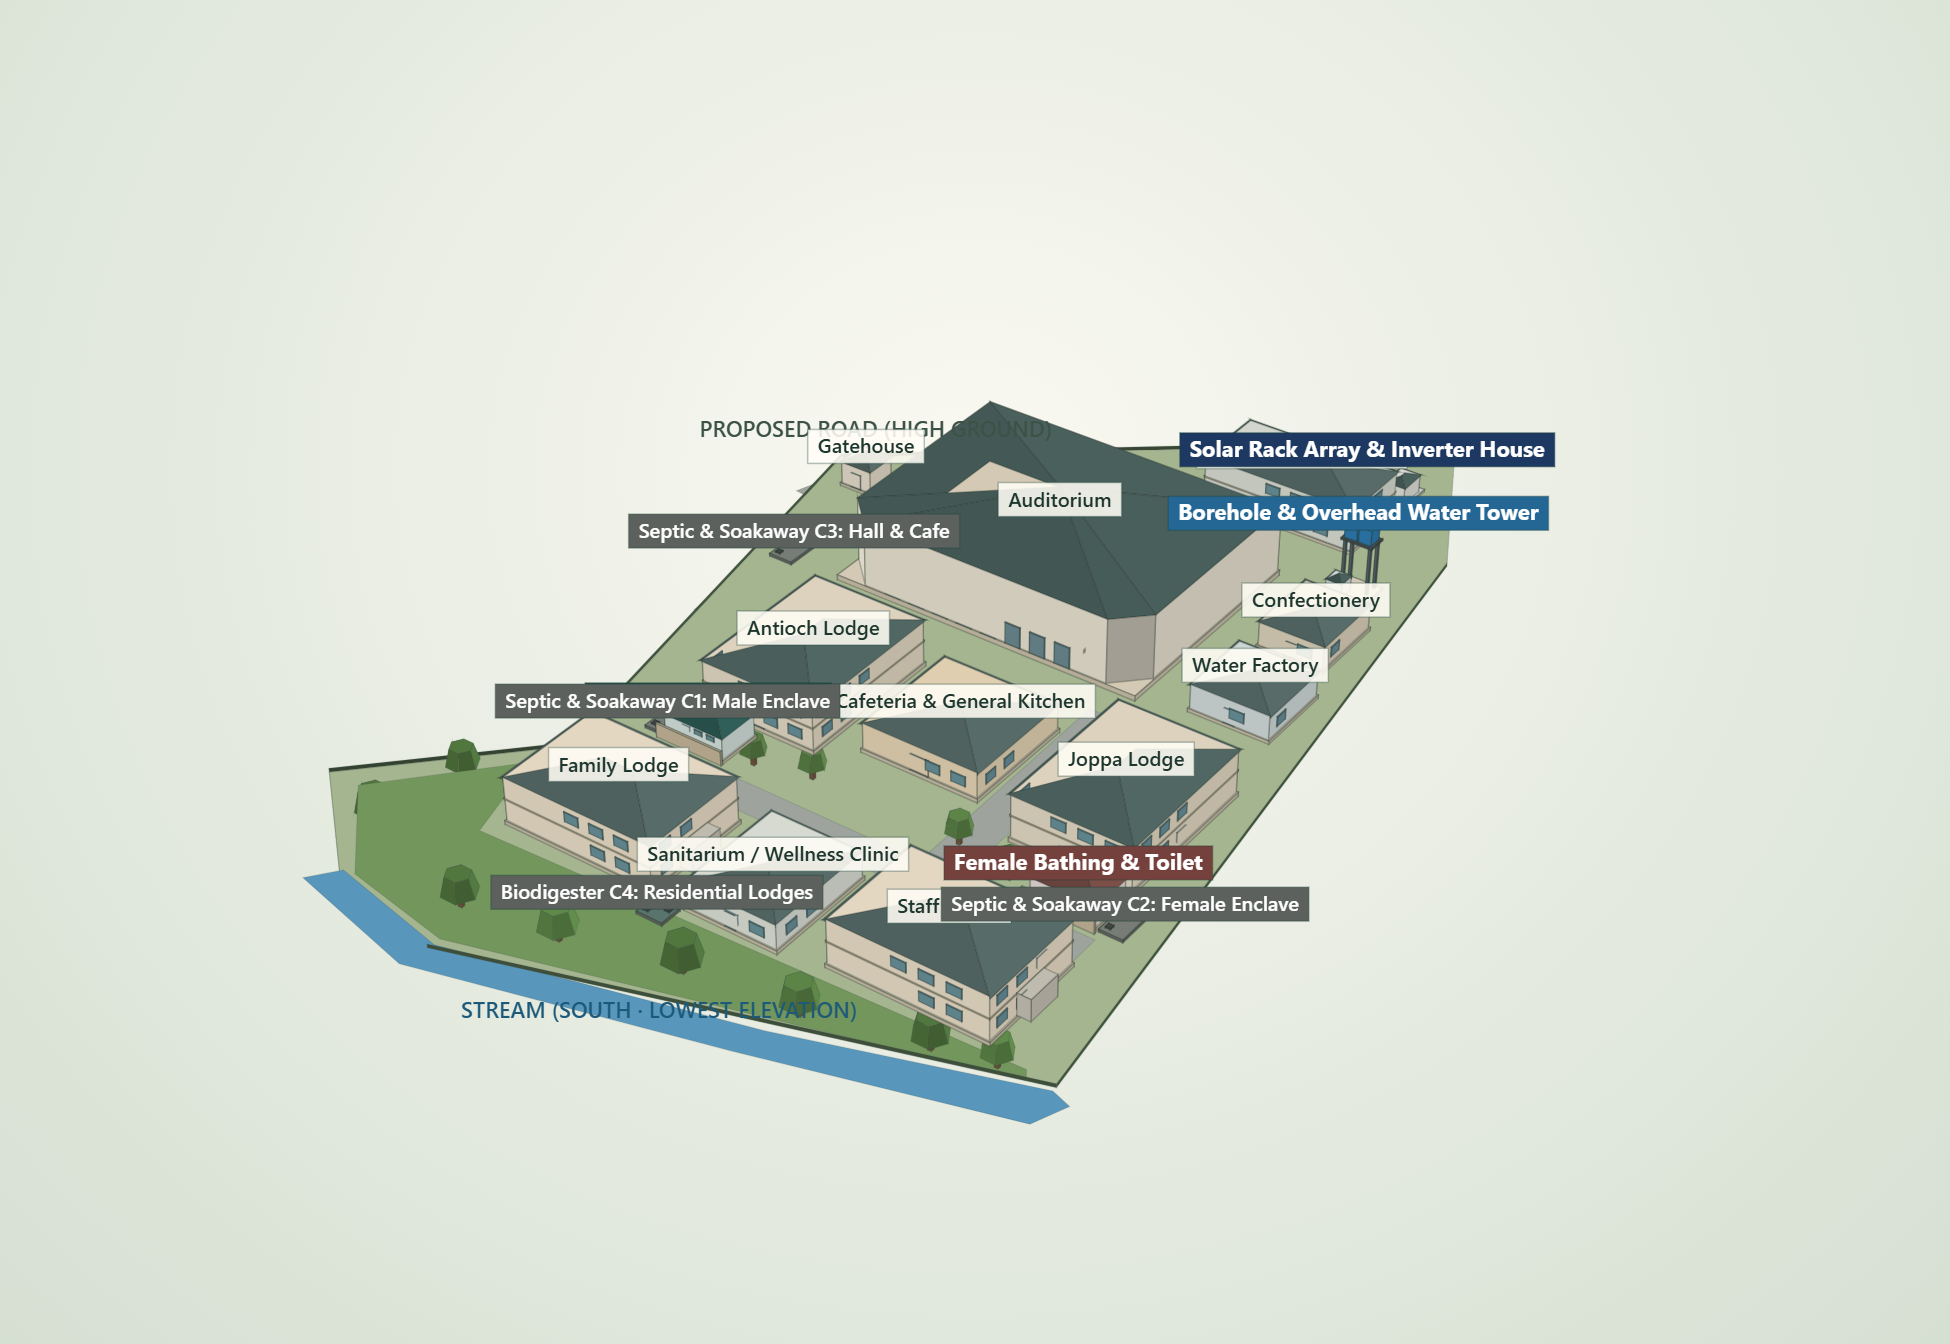 PROPOSED ROAD (HIGH GROUND)
Gatehouse
Solar Rack Array & Inverter House
Auditorium
Borehole & Overhead Water Tower
Septic & Soakaway C3: Hall & Cafe
Confectionery
Antioch Lodge
Water Factory
Septic & Soakaway C1: Male Enclave
Cafeteria & General Kitchen
Joppa Lodge
Family Lodge
Sanitarium / Wellness Clinic
Female Bathing & Toilet
Biodigester C4: Residential Lodges
Staff
Septic & Soakaway C2: Female Enclave
STREAM (SOUTH · LOWEST ELEVATION)